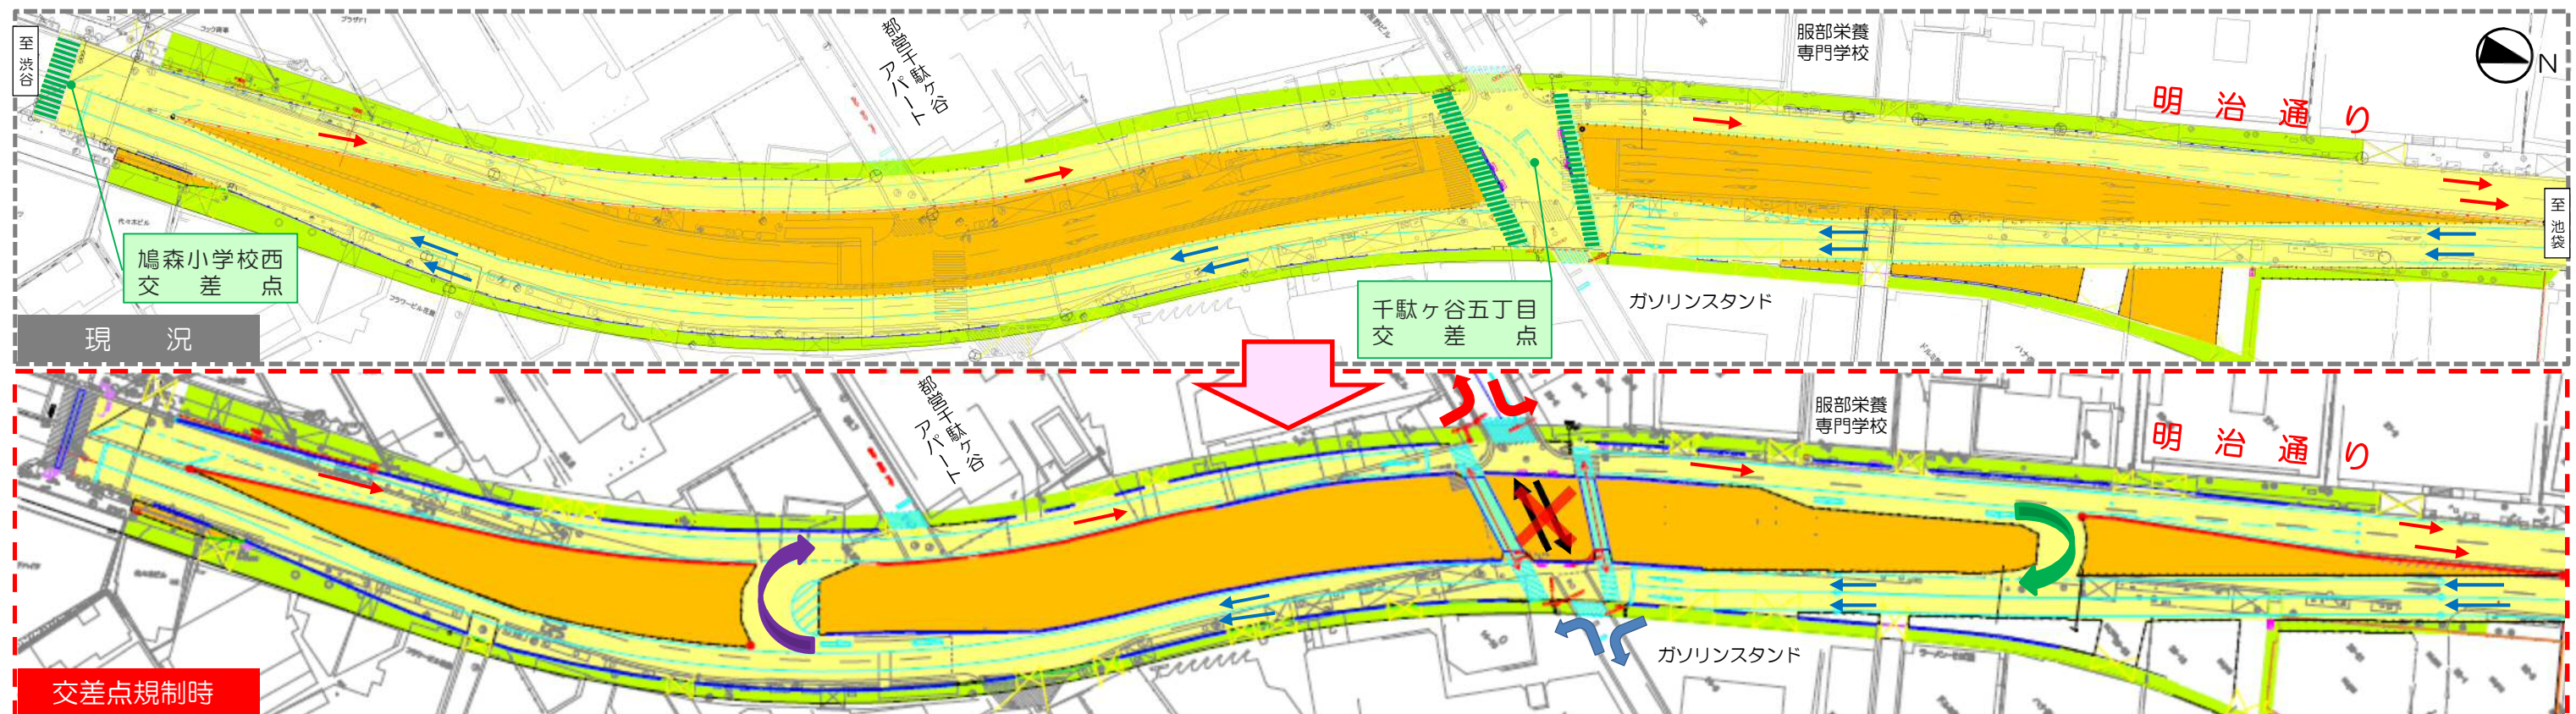 至渋谷
都営千駄ヶ谷
アパート
服部栄養
専門学校
N
明治通り
至池袋
鳩森小学校西
交差点
千駄ヶ谷五丁目
交差点
ガソリンスタンド
現況
都営千駄ヶ谷
アパート
服部栄養
専門学校
明治通り
ガソリンスタンド
交差点規制時